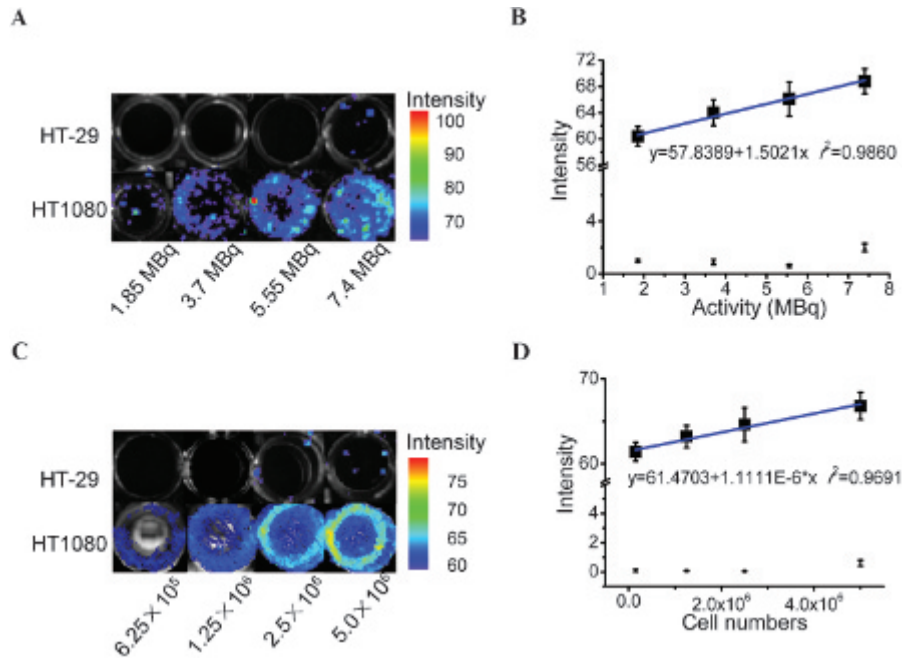 A
HT-29
HT1080
1.85 MBq
3.7 MBq
5.55 MBq
7.4 MBq
Intensity
100
90
80
70
B
Intensity
72
68
64
60
56
4
2
0
y=57.8389+1.5021x r²=0.9860
1 2 3 4 5 6 7 8
Activity (MBq)
C
HT-29
HT1080
6.25×10⁵
1.25×10⁶
2.5×10⁶
5.0×10⁶
Intensity
75
70
65
60
D
Intensity
70
60
1
0
y=61.4703+1.1111E-6*x r²=0.9691
0.0 2.0x10⁶ 4.0x10⁶
Cell numbers